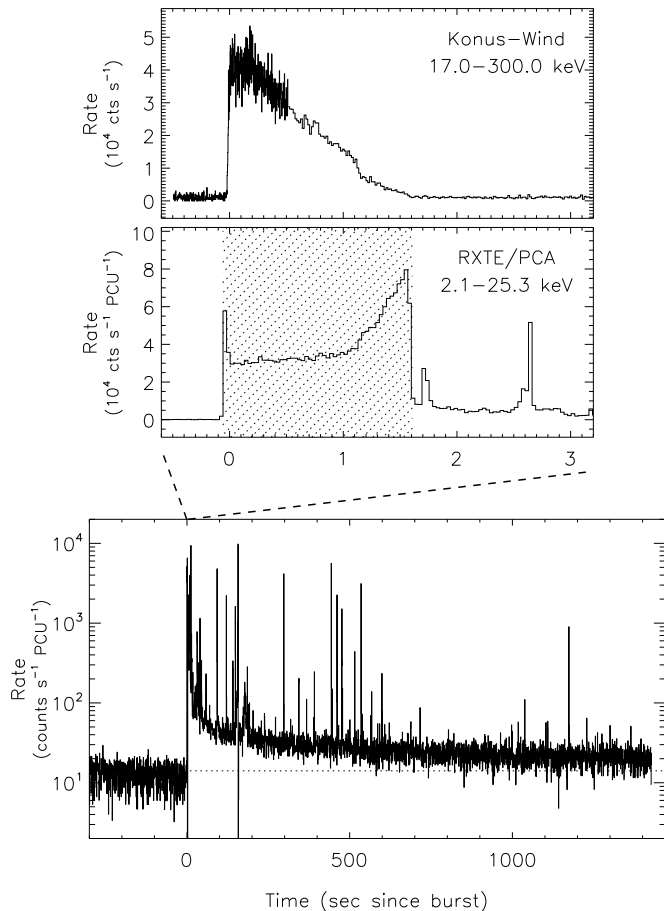 Konus-Wind
17.0-300.0 keV
Rate
(10⁴ cts s⁻¹)
5
4
3
2
1
0
RXTE/PCA
2.1-25.3 keV
Rate
(10⁴ cts s⁻¹ PCU⁻¹)
10
8
6
4
2
0
0 1 2 3
Rate
(counts s⁻¹ PCU⁻¹)
10⁴
10³
10²
10¹
0 500 1000
Time (sec since burst)